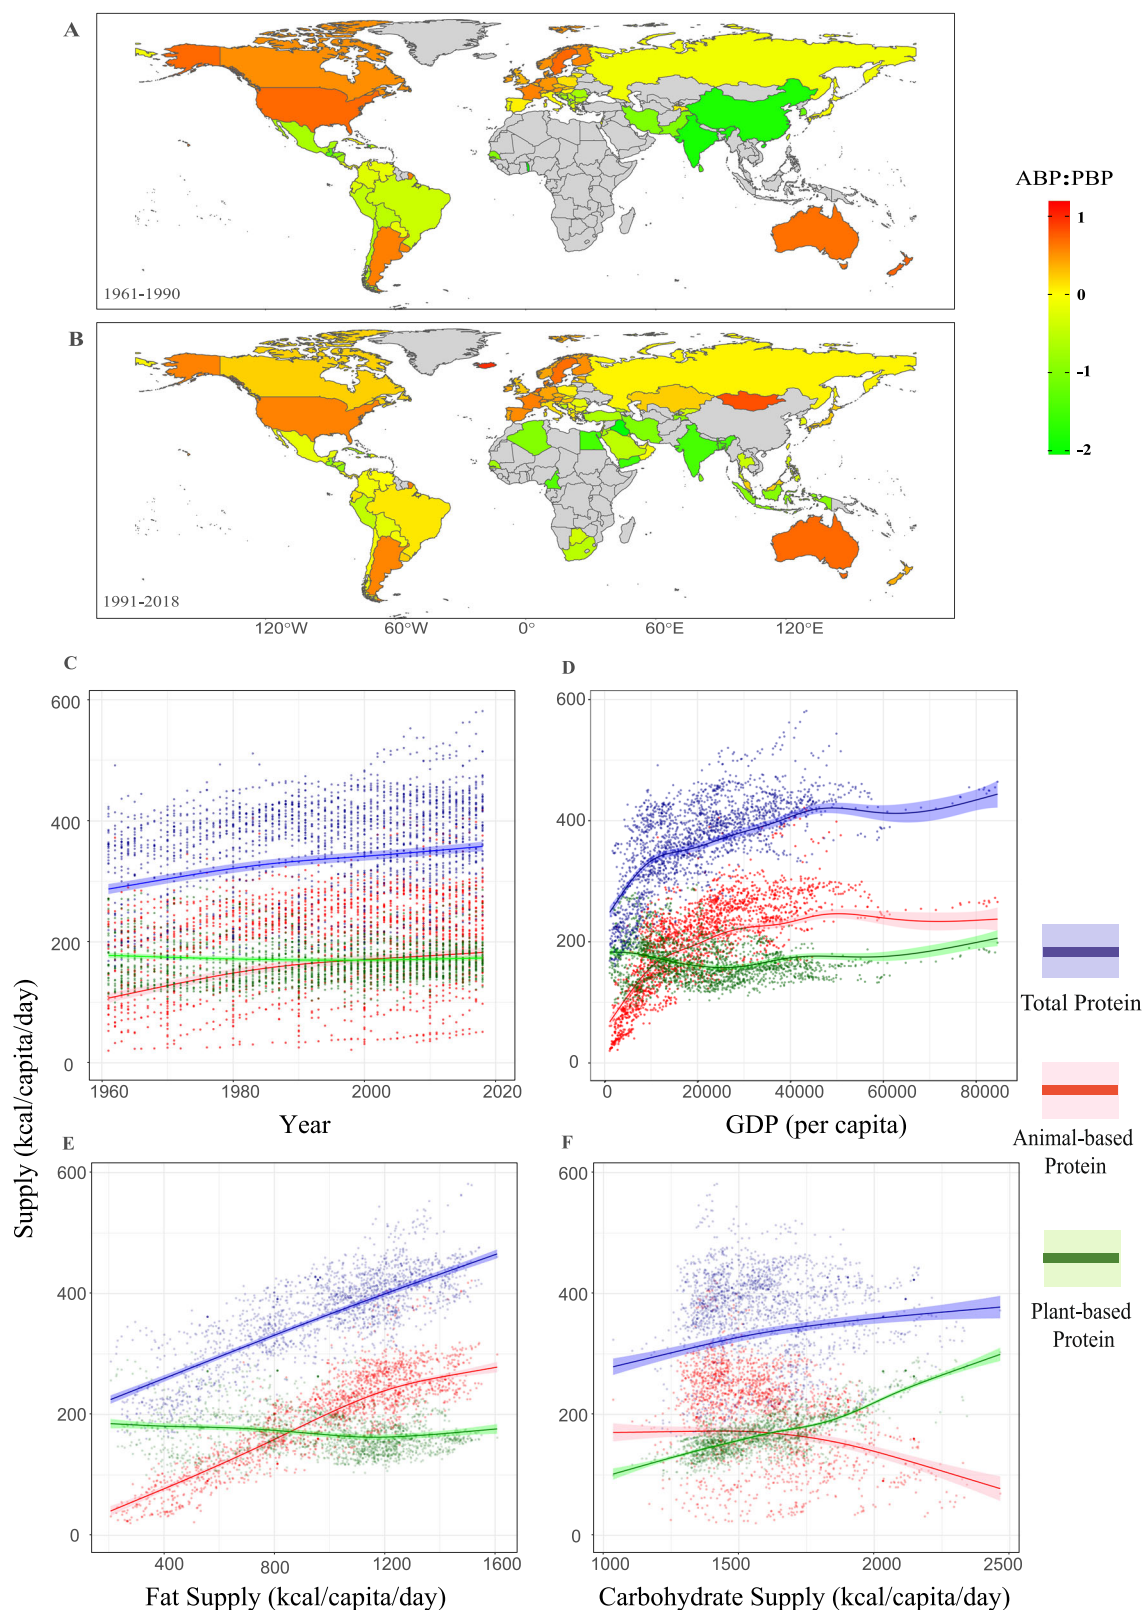 A
1961-1990
ABP:PBP
1
0
-1
-2
B
1991-2018
120°W
60°W
0°
60°E
120°E
C
D
600
400
200
0
1960
1980
2000
2020
Year
600
400
200
0
0
20000
40000
60000
80000
GDP (per capita)
Supply (kcal/capita/day)
Total Protein
Animal-based
Protein
Plant-based
Protein
E
F
600
400
200
0
400
800
1200
1600
Fat Supply (kcal/capita/day)
600
400
200
0
1000
1500
2000
2500
Carbohydrate Supply (kcal/capita/day)